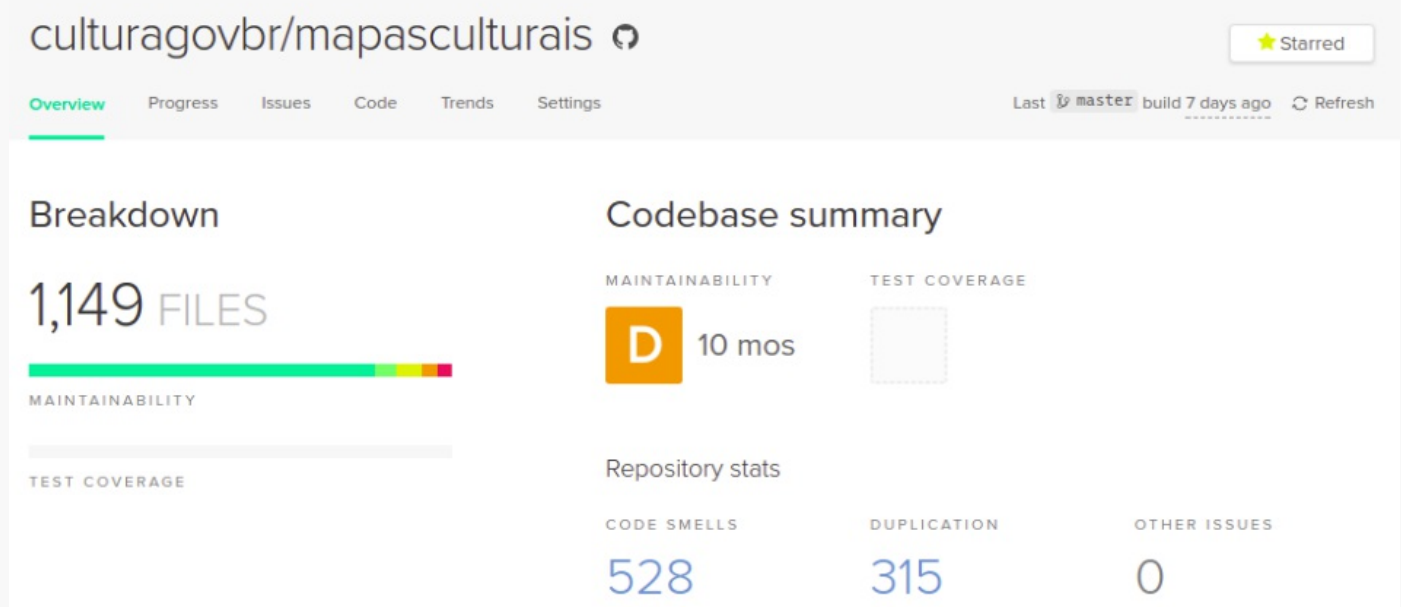 culturagovbr/mapasculturais
Starred
Overview Progress Issues Code Trends Settings
Last master build 7 days ago Refresh
Breakdown
1,149 FILES
MAINTAINABILITY
TEST COVERAGE
Codebase summary
MAINTAINABILITY TEST COVERAGE
D 10 mos
Repository stats
CODE SMELLS DUPLICATION OTHER ISSUES
528 315 0